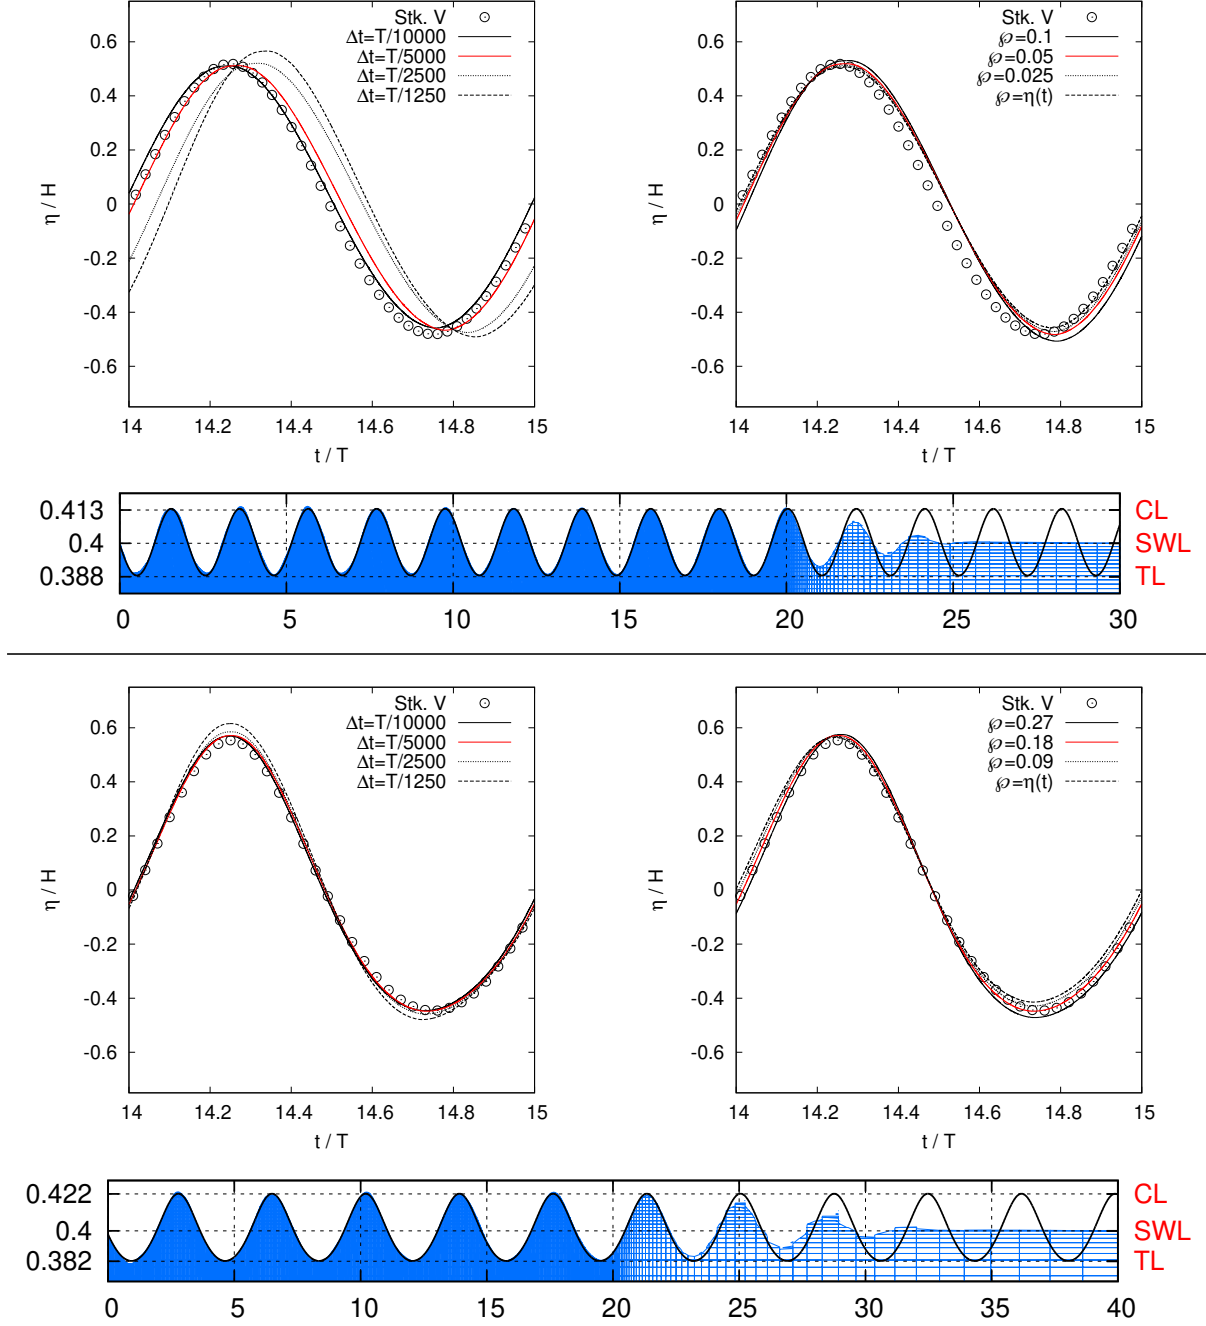 Stk. V
Δt=T/10000
Δt=T/5000
Δt=T/2500
Δt=T/1250
0.6
0.4
0.2
0
-0.2
-0.4
-0.6
η / H
14 14.2 14.4 14.6 14.8 15
t / T
Stk. V
℘=0.1
℘=0.05
℘=0.025
℘=η(t)
0.6
0.4
0.2
0
-0.2
-0.4
-0.6
η / H
14 14.2 14.4 14.6 14.8 15
t / T
0.413 CL
0.4 SWL
0.388 TL
0 5 10 15 20 25 30
Stk. V
Δt=T/10000
Δt=T/5000
Δt=T/2500
Δt=T/1250
0.6
0.4
0.2
0
-0.2
-0.4
-0.6
η / H
14 14.2 14.4 14.6 14.8 15
t / T
Stk. V
℘=0.27
℘=0.18
℘=0.09
℘=η(t)
0.6
0.4
0.2
0
-0.2
-0.4
-0.6
η / H
14 14.2 14.4 14.6 14.8 15
t / T
0.422 CL
0.4 SWL
0.382 TL
0 5 10 15 20 25 30 35 40